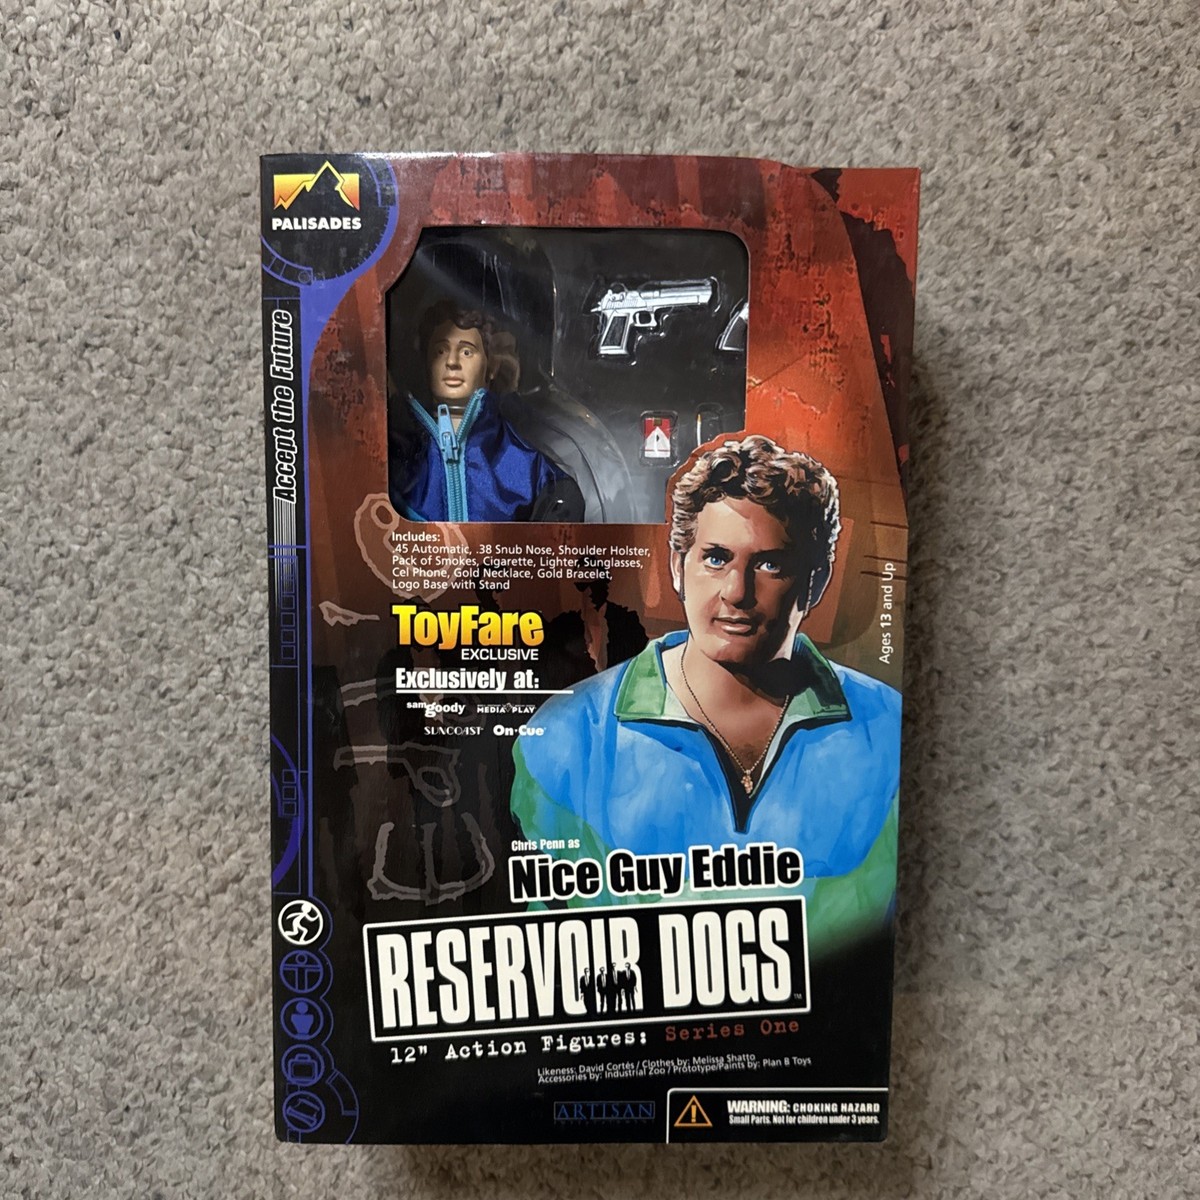 PALISADES
Accept the Future
Includes:
.45 Automatic, .38 Snub Nose, Shoulder Holster,
Pack of Smokes, Cigarette, Lighter, Sunglasses,
Cel Phone, Gold Necklace, Gold Bracelet,
Logo Base with Stand
ToyFare
EXCLUSIVE
Exclusively at:
sam goody MEDIA PLAY
SUNCOAST On•Cue
Ages 13 and Up
Chris Penn as
Nice Guy Eddie
RESERVOIR DOGS™
12" Action Figures: Series One
Likeness: David Cortés / Clothes by: Melissa Shatto
Accessories by: Industrial Zoo / Prototype/Paints by: Plan B Toys
ARTISAN
WARNING: CHOKING HAZARD
Small Parts. Not for children under 3 years.